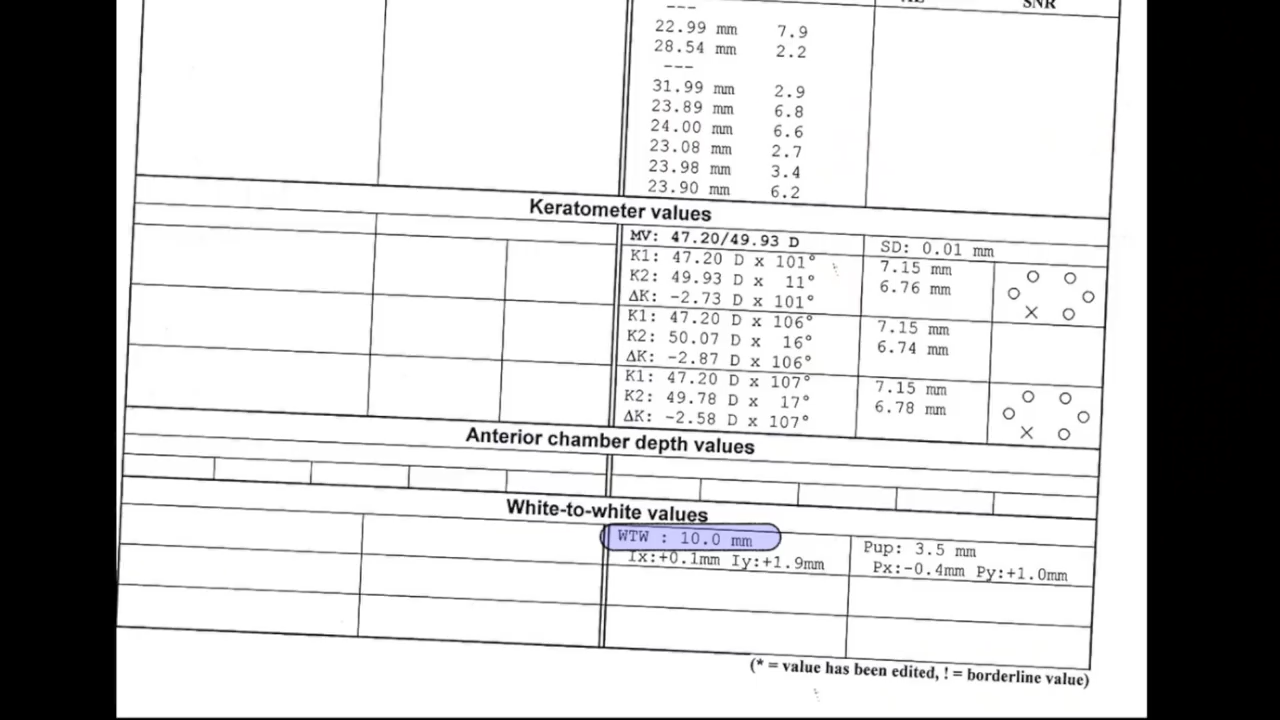 SNR
---
22.99 mm 7.9
28.54 mm 2.2
---
31.99 mm 2.9
23.89 mm 6.8
24.00 mm 6.6
23.08 mm 2.7
23.98 mm 3.4
23.90 mm 6.2
Keratometer values
MV: 47.20/49.93 D SD: 0.01 mm
K1: 47.20 D x 101° 7.15 mm
K2: 49.93 D x 11° 6.76 mm
ΔK: -2.73 D x 101°
K1: 47.20 D x 106° 7.15 mm
K2: 50.07 D x 16° 6.74 mm
ΔK: -2.87 D x 106°
K1: 47.20 D x 107° 7.15 mm
K2: 49.78 D x 17° 6.78 mm
ΔK: -2.58 D x 107°
Anterior chamber depth values
White-to-white values
WTW : 10.0 mm Pup: 3.5 mm
Ix:+0.1mm Iy:+1.9mm Px:-0.4mm Py:+1.0mm
(* = value has been edited, ! = borderline value)